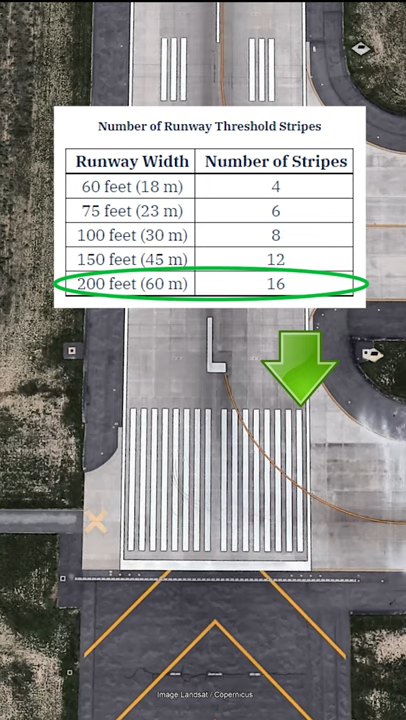 Number of Runway Threshold Stripes
Runway Width Number of Stripes
60 feet (18 m) 4
75 feet (23 m) 6
100 feet (30 m) 8
150 feet (45 m) 12
200 feet (60 m) 16
Image Landsat / Copernicus